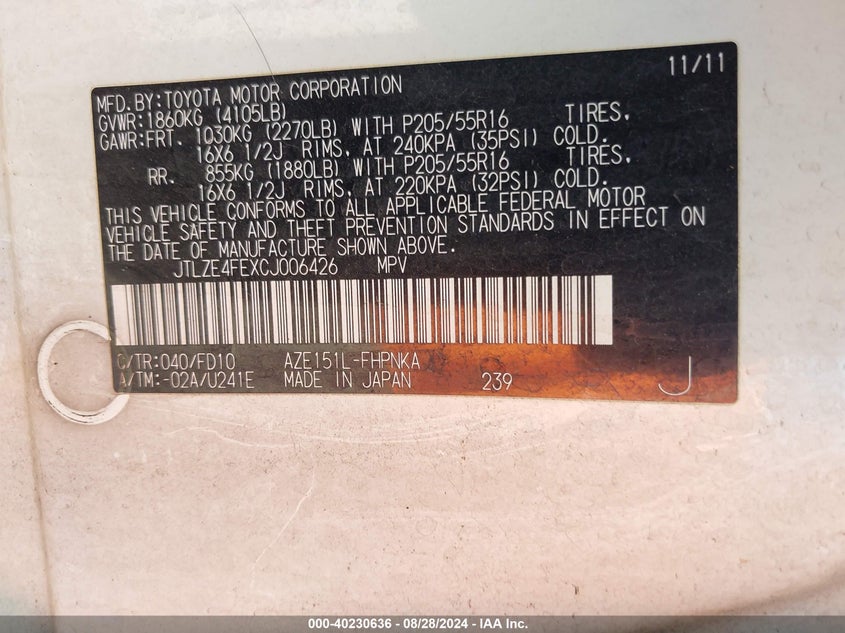 11/11
MFD.BY:TOYOTA MOTOR CORPORATION
GVWR:1860KG (4105LB)
GAWR:FRT. 1030KG (2270LB) WITH P205/55R16 TIRES,
16X6 1/2J RIMS, AT 240KPA (35PSI) COLD.
RR. 855KG (1880LB) WITH P205/55R16 TIRES,
16X6 1/2J RIMS, AT 220KPA (32PSI) COLD.
THIS VEHICLE CONFORMS TO ALL APPLICABLE FEDERAL MOTOR
VEHICLE SAFETY AND THEFT PREVENTION STANDARDS IN EFFECT ON
THE DATE OF MANUFACTURE SHOWN ABOVE.
JTLZE4FEXCJ006426 MPV
C/TR:040/FD10 AZE151L-FHPNKA
A/TM:-02A/U241E MADE IN JAPAN 239 J
000-40230636 - 08/28/2024 - IAA Inc.